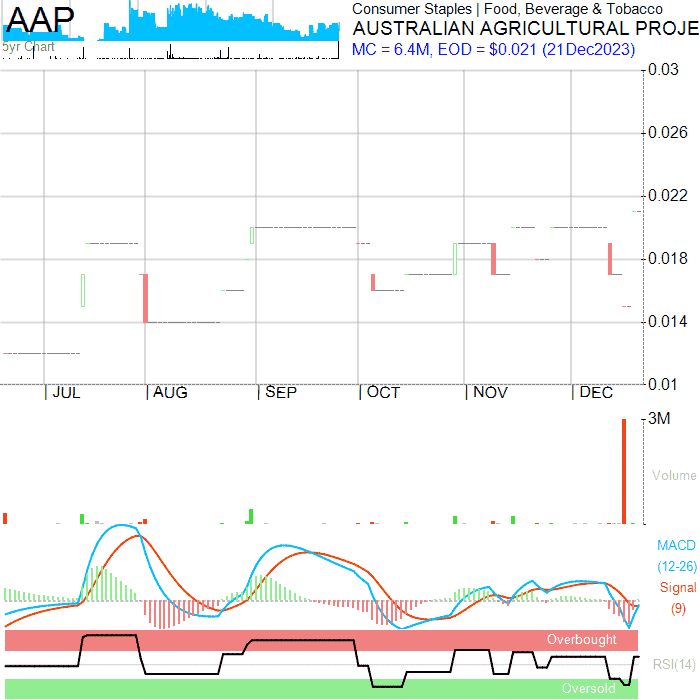 AAP
5yr Chart
Consumer Staples | Food, Beverage & Tobacco
AUSTRALIAN AGRICULTURAL PROJE
MC = 6.4M, EOD = $0.021 (21Dec2023)
0.03
0.026
0.022
0.018
0.014
0.01
JUL AUG SEP OCT NOV DEC
3M
Volume
MACD
(12-26)
Signal
(9)
Overbought
RSI(14)
Oversold